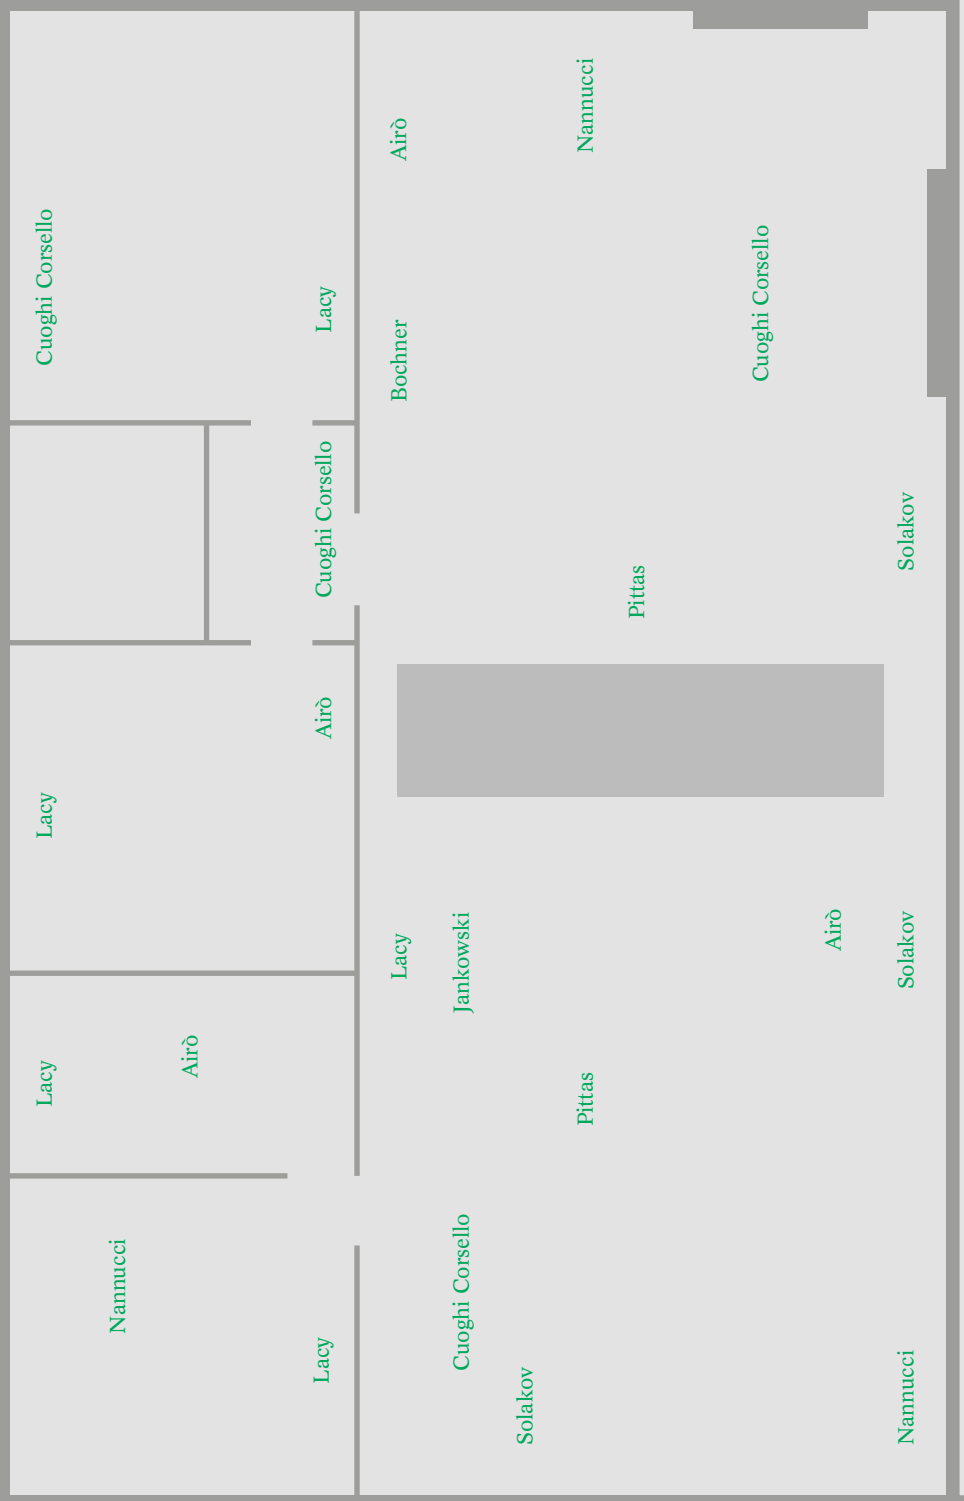 Cuoghi Corsello
Lacy
Lacy
Nannucci
Airò
Lacy
Cuoghi Corsello
Airò
Lacy
Airò
Bochner
Lacy
Jankowski
Cuoghi Corsello
Solakov
Nannucci
Pittas
Pittas
Cuoghi Corsello
Airò
Solakov
Solakov
Nannucci